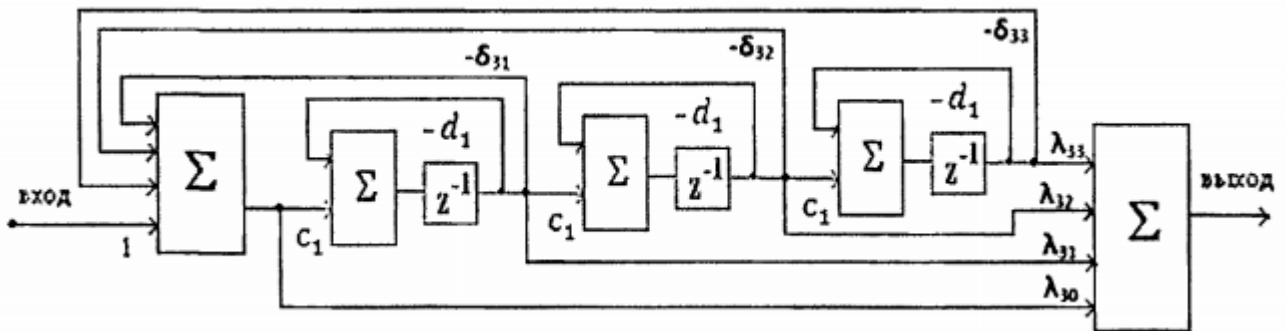 -δ₃₃
-δ₃₂
-δ₃₁
-d₁
-d₁
-d₁
Σ
Σ
Σ
Σ
Σ
z⁻¹
z⁻¹
z⁻¹
вход
1
C₁
C₁
C₁
λ₃₃
λ₃₂
λ₃₁
λ₃₀
выход